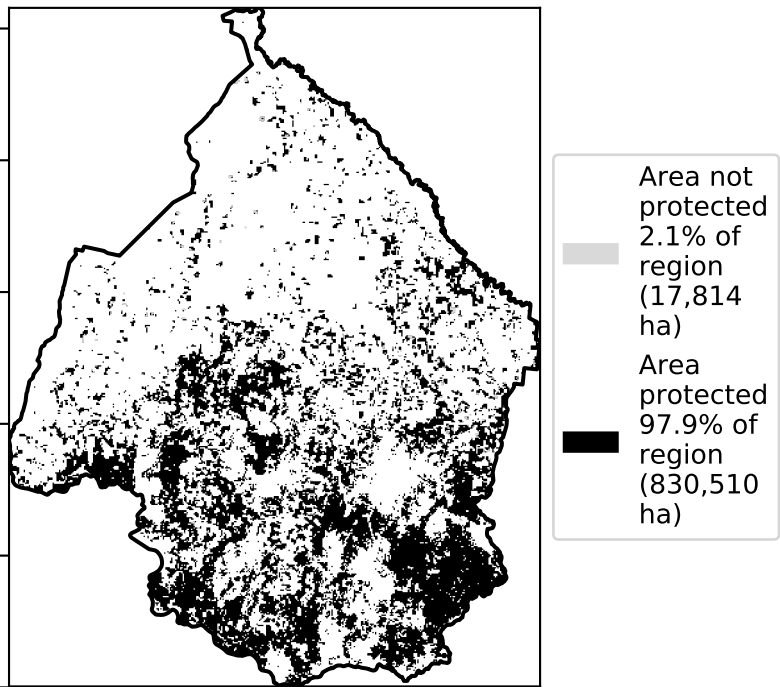 Area not
protected
2.1% of
region
(17,814
ha)
Area
protected
97.9% of
region
(830,510
ha)